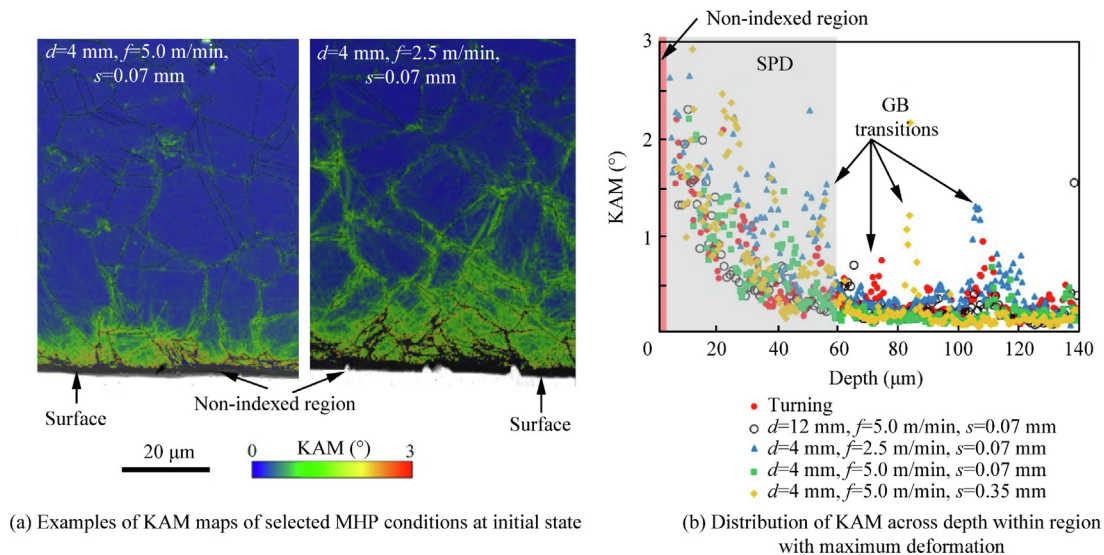 d=4 mm, f=5.0 m/min,
s=0.07 mm
d=4 mm, f=2.5 m/min,
s=0.07 mm
Surface
Non-indexed region
Surface
20 μm
0
KAM (°)
3
(a) Examples of KAM maps of selected MHP conditions at initial state
Non-indexed region
3
2
1
KAM (°)
SPD
GB
transitions
0
20
40
60
80
100
120
140
Depth (μm)
Turning
d=12 mm, f=5.0 m/min, s=0.07 mm
d=4 mm, f=2.5 m/min, s=0.07 mm
d=4 mm, f=5.0 m/min, s=0.07 mm
d=4 mm, f=5.0 m/min, s=0.35 mm
(b) Distribution of KAM across depth within region
with maximum deformation